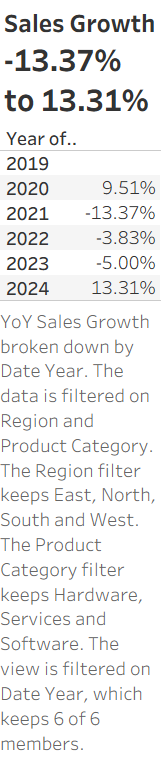 Sales Growth
-13.37%
to 13.31%
Year of..
2019
2020 9.51%
2021 -13.37%
2022 -3.83%
2023 -5.00%
2024 13.31%
YoY Sales Growth
broken down by
Date Year. The
data is filtered on
Region and
Product Category.
The Region filter
keeps East, North,
South and West.
The Product
Category filter
keeps Hardware,
Services and
Software. The
view is filtered on
Date Year, which
keeps 6 of 6
members.